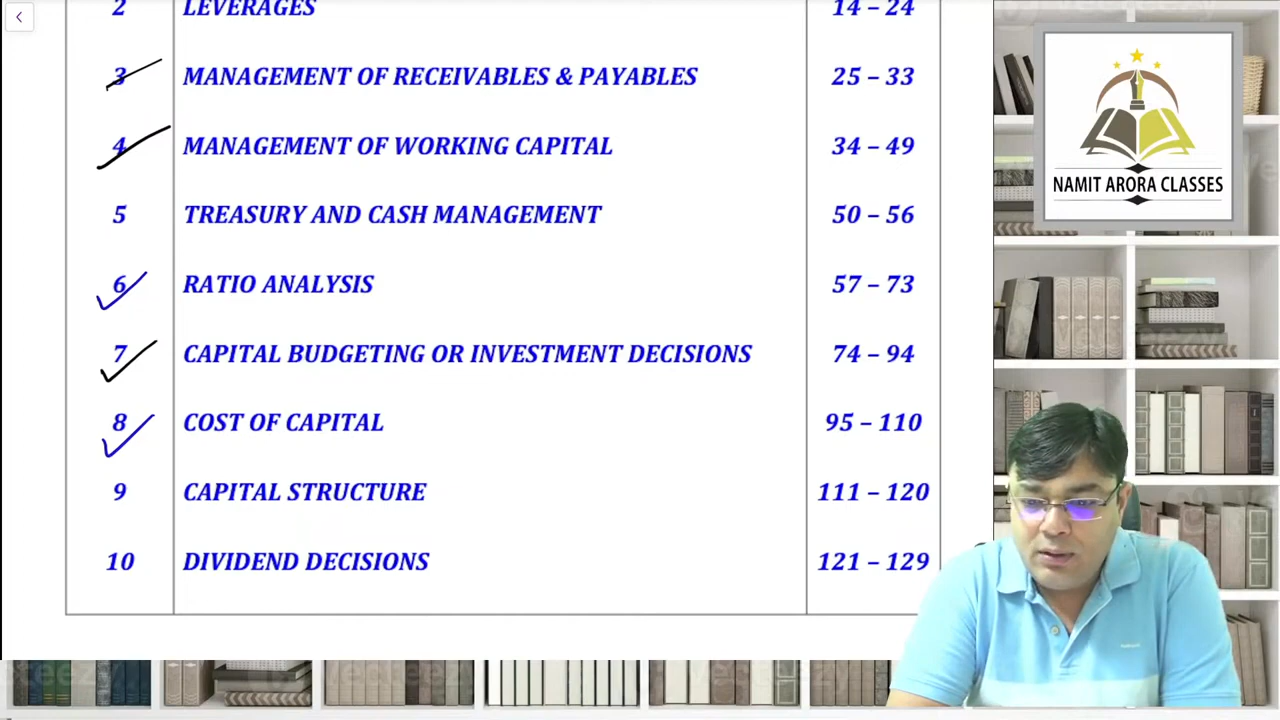 2 LEVERAGES 14 – 24
3 MANAGEMENT OF RECEIVABLES & PAYABLES 25 – 33
4 MANAGEMENT OF WORKING CAPITAL 34 – 49
5 TREASURY AND CASH MANAGEMENT 50 – 56
6 RATIO ANALYSIS 57 – 73
7 CAPITAL BUDGETING OR INVESTMENT DECISIONS 74 – 94
8 COST OF CAPITAL 95 – 110
9 CAPITAL STRUCTURE 111 – 120
10 DIVIDEND DECISIONS 121 – 129
NAMIT ARORA CLASSES